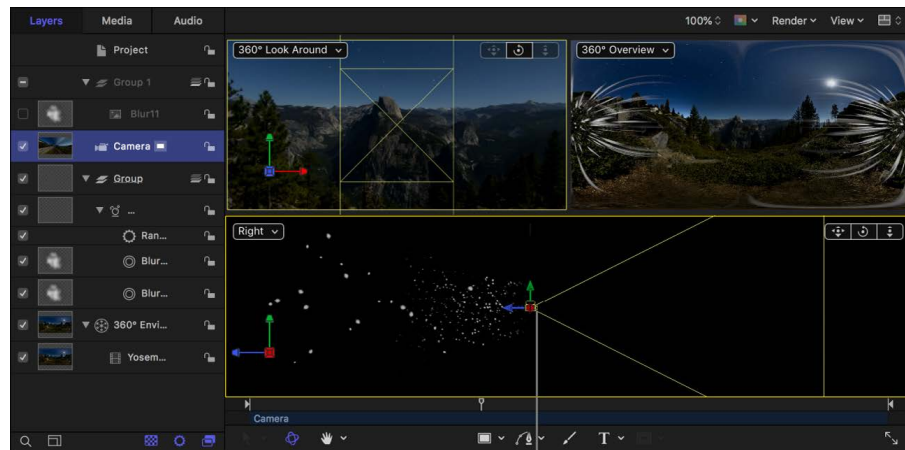 Layers Media Audio
100% Render View
Project
Group 1
Blur11
Camera
Group
...
Ran...
Blur...
Blur...
360° Envi...
Yosem...
360° Look Around
360° Overview
Right
Camera
T